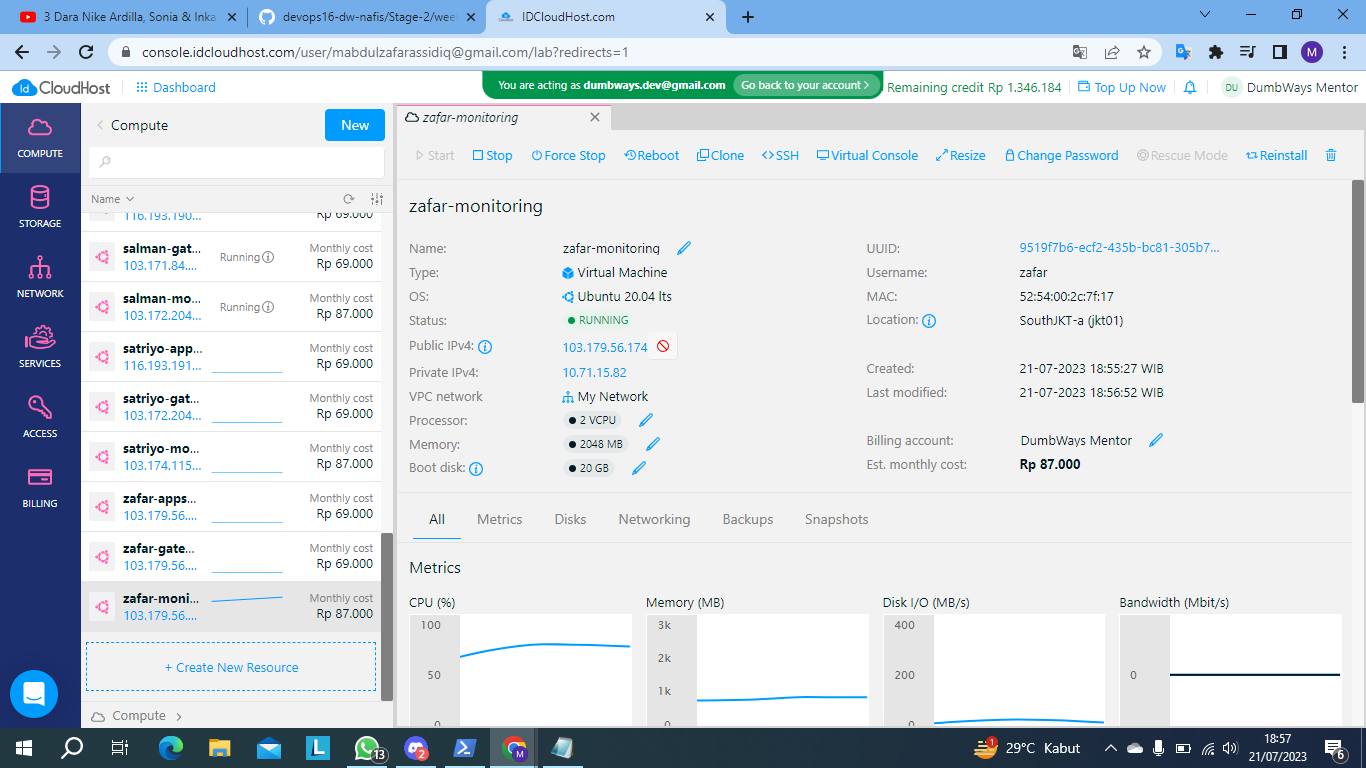 3 Dara Nike Ardilla, Sonia & Inka
devops16-dw-nafis/Stage-2/wee
IDCloudHost.com
console.idcloudhost.com/user/mabdulzafarassidiq@gmail.com/lab?redirects=1
M
Id CloudHost
Dashboard
You are acting as dumbways.dev@gmail.com
Go back to your account >
Remaining credit Rp 1.346.184
Top Up Now
DU
DumbWays Mentor
COMPUTE
STORAGE
NETWORK
SERVICES
ACCESS
BILLING
Compute
New
Name
116.193.190...
Rp 69.000
salman-gat...
103.171.84....
Running
Monthly cost
Rp 69.000
salman-mo...
103.172.204...
Running
Monthly cost
Rp 87.000
satriyo-app...
116.193.191...
Monthly cost
Rp 69.000
satriyo-gat...
103.172.204...
Monthly cost
Rp 69.000
satriyo-mo...
103.174.115...
Monthly cost
Rp 87.000
zafar-apps...
103.179.56....
Monthly cost
Rp 69.000
zafar-gate...
103.179.56....
Monthly cost
Rp 69.000
zafar-moni...
103.179.56....
Monthly cost
Rp 87.000
+ Create New Resource
Compute
zafar-monitoring
Start
Stop
Force Stop
Reboot
Clone
SSH
Virtual Console
Resize
Change Password
Rescue Mode
Reinstall
zafar-monitoring
Name: zafar-monitoring
Type: Virtual Machine
OS: Ubuntu 20.04 lts
Status: RUNNING
Public IPv4: 103.179.56.174
Private IPv4: 10.71.15.82
VPC network My Network
Processor: 2 VCPU
Memory: 2048 MB
Boot disk: 20 GB
UUID: 9519f7b6-ecf2-435b-bc81-305b7...
Username: zafar
MAC: 52:54:00:2c:7f:17
Location: SouthJKT-a (jkt01)
Created: 21-07-2023 18:55:27 WIB
Last modified: 21-07-2023 18:56:52 WIB
Billing account: DumbWays Mentor
Est. monthly cost: Rp 87.000
All
Metrics
Disks
Networking
Backups
Snapshots
Metrics
CPU (%)
100
50
0
Memory (MB)
3k
2k
1k
0
Disk I/O (MB/s)
400
200
0
Bandwidth (Mbit/s)
0
L
13
2
M
1
29°C Kabut
18:57
21/07/2023
6